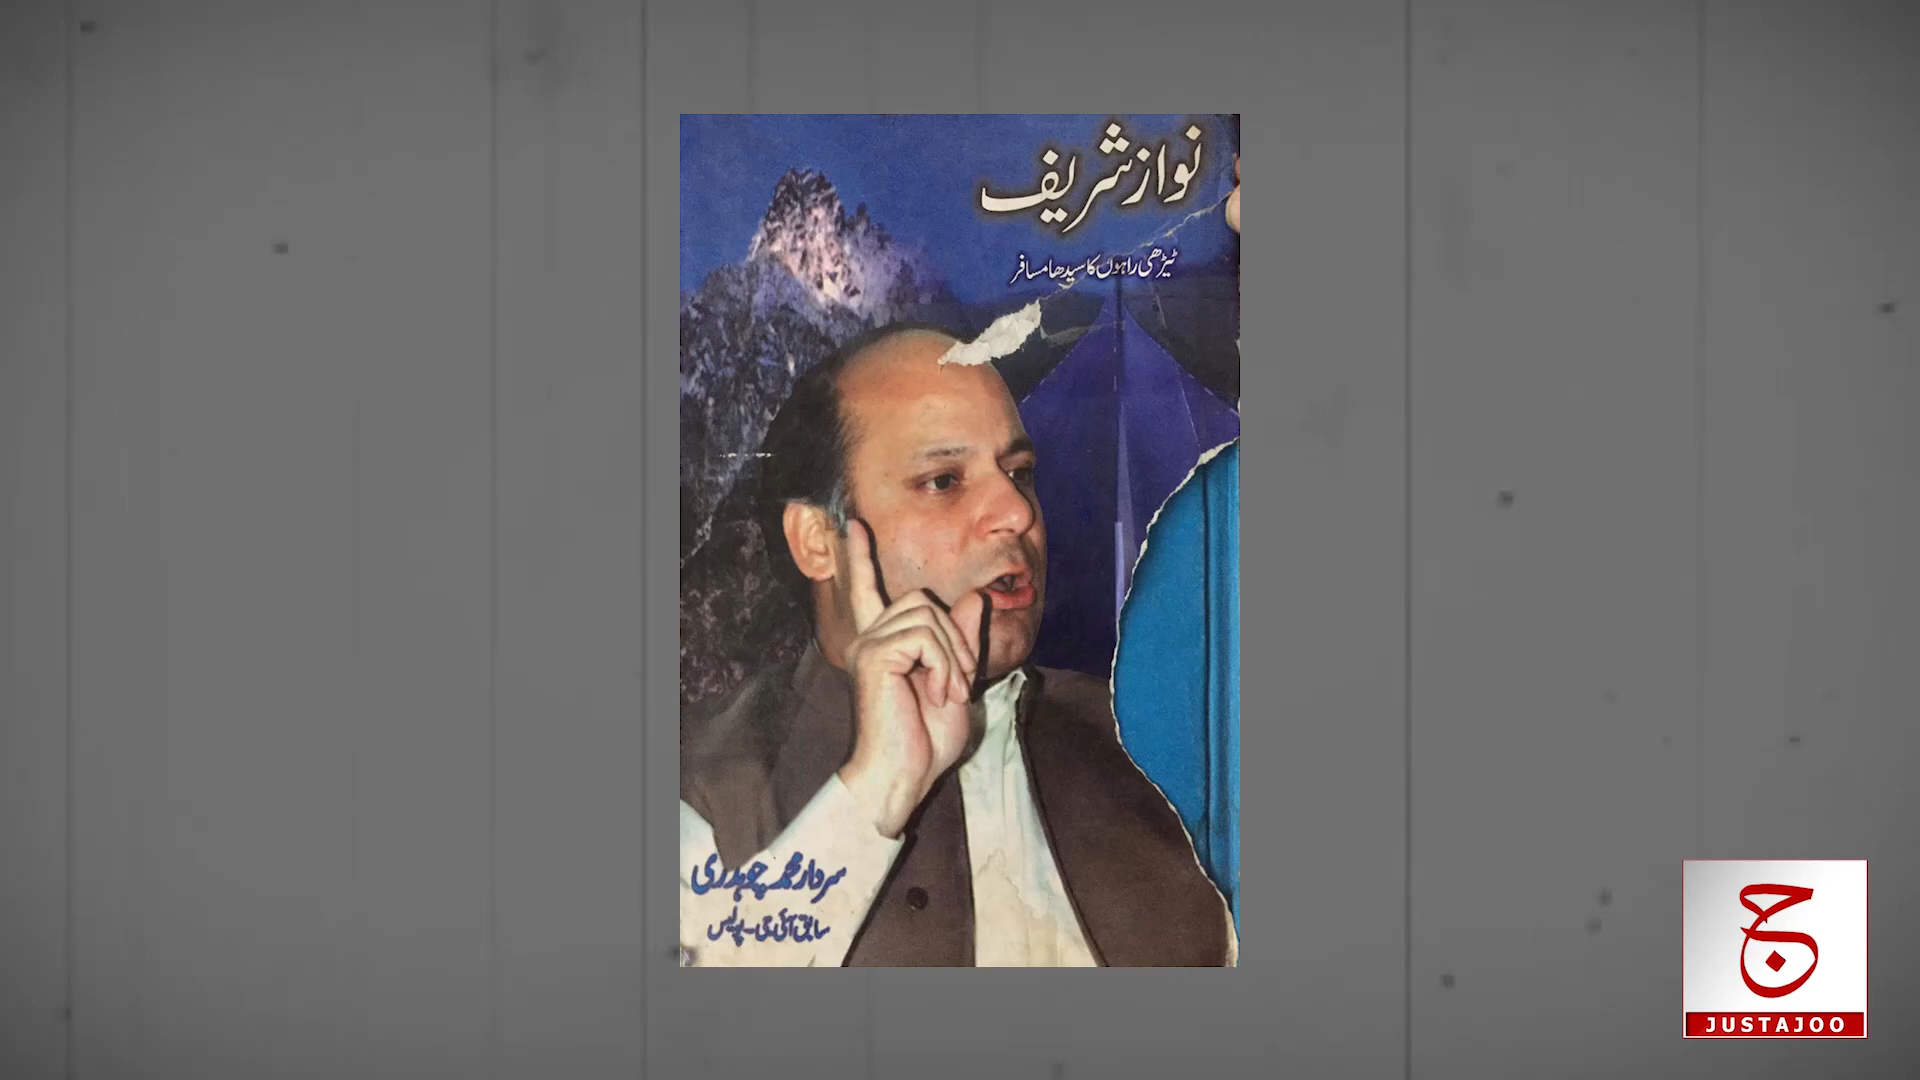 نواز شریف
ٹیڑھی راہوں کا سیدھا مسافر
سردار محمد چوہدری
سابق آئی جی - پولیس
ج
JUSTAJOO